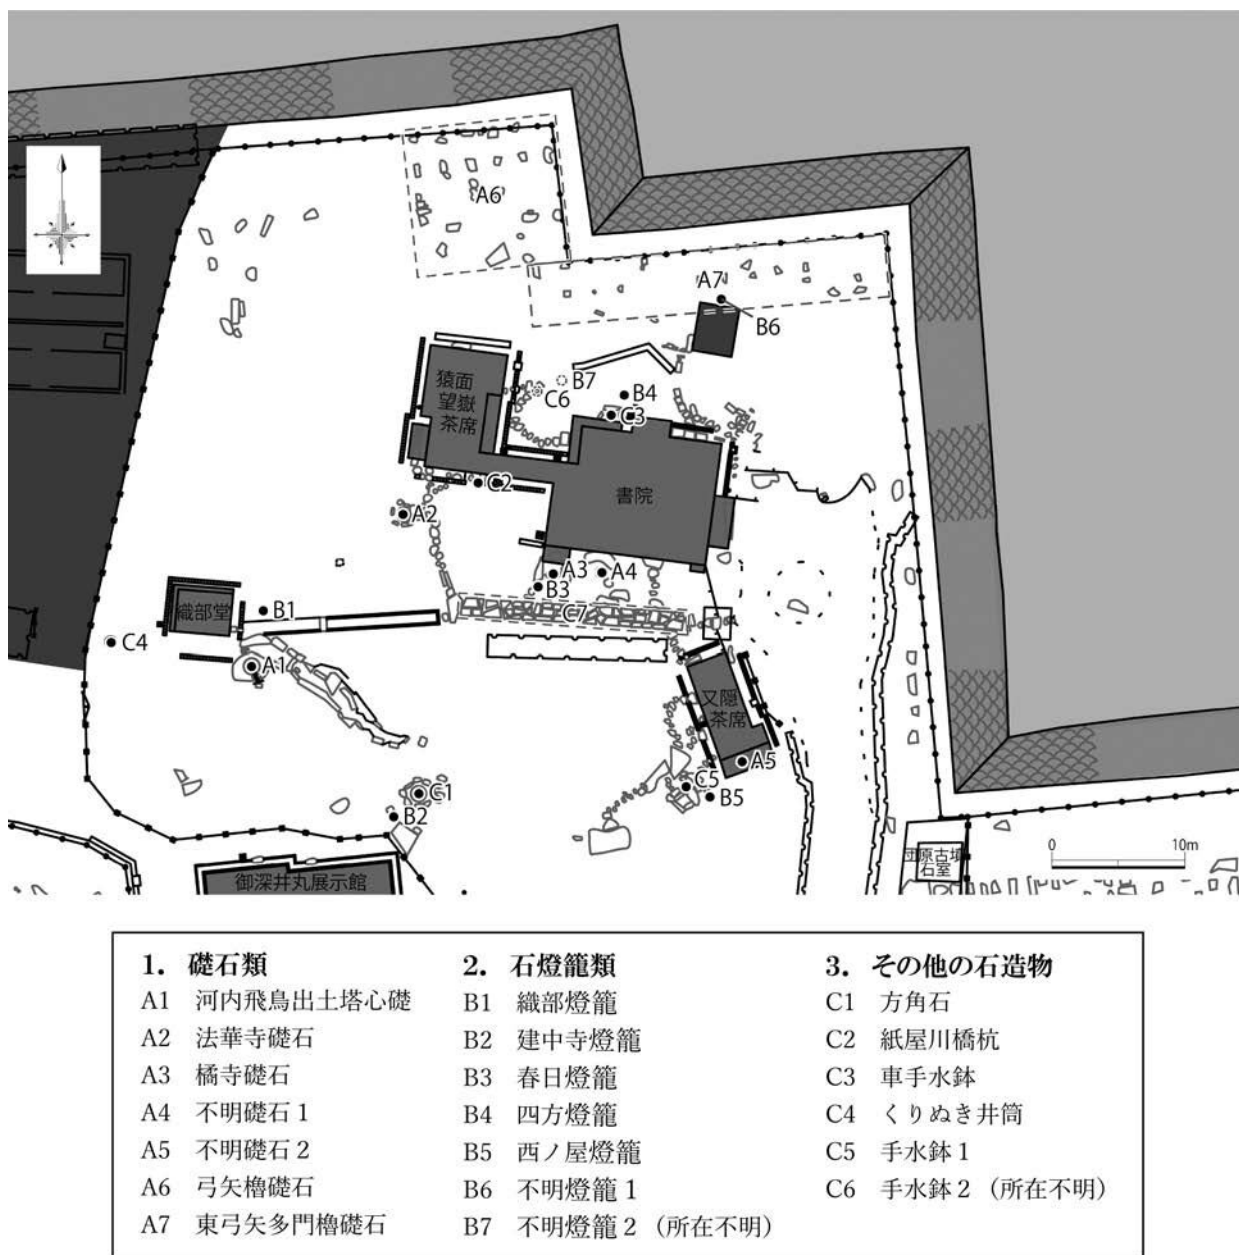 A6
A7
B6
猿面
望嶽
茶席
B7
C6
B4
C3
C2
書院
A2
A3
A4
B3
C7
織部堂
B1
C4
A1
又隠
茶席
A5
C5
B5
C1
B2
御深井丸展示館
団原古墳
石室
0
10m
1. 礎石類
A1 河内飛鳥出土塔心礎
A2 法華寺礎石
A3 橘寺礎石
A4 不明礎石 1
A5 不明礎石 2
A6 弓矢櫓礎石
A7 東弓矢多門櫓礎石
2. 石燈籠類
B1 織部燈籠
B2 建中寺燈籠
B3 春日燈籠
B4 四方燈籠
B5 西ノ屋燈籠
B6 不明燈籠 1
B7 不明燈籠 2 (所在不明)
3. その他の石造物
C1 方角石
C2 紙屋川橋杭
C3 車手水鉢
C4 くりぬき井筒
C5 手水鉢 1
C6 手水鉢 2 (所在不明)